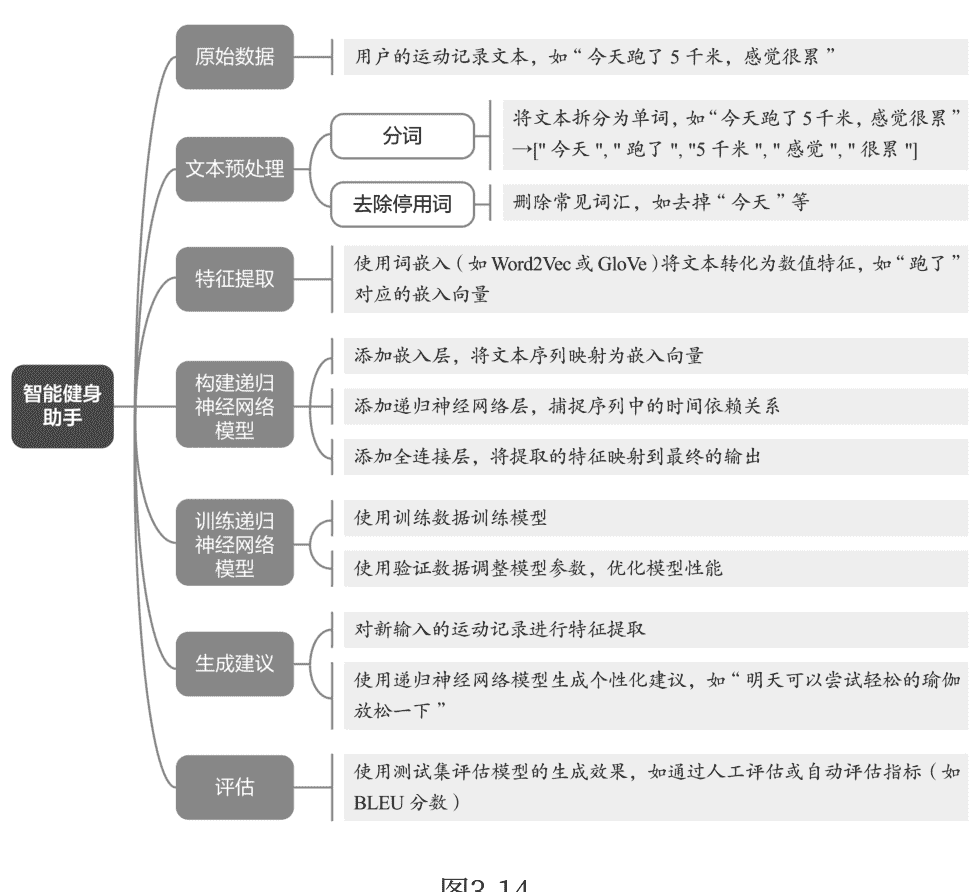 智能健身
助手
原始数据
用户的运动记录文本，如“今天跑了 5 千米，感觉很累”
文本预处理
分词
将文本拆分为单词，如“今天跑了5千米，感觉很累”
→[" 今天 ", " 跑了 ", "5 千米 ", " 感觉 ", " 很累 "]
去除停用词
删除常见词汇，如去掉“今天”等
特征提取
使用词嵌入（如 Word2Vec 或 GloVe）将文本转化为数值特征，如“跑了”
对应的嵌入向量
构建递归
神经网络
模型
添加嵌入层，将文本序列映射为嵌入向量
添加递归神经网络层，捕捉序列中的时间依赖关系
添加全连接层，将提取的特征映射到最终的输出
训练递归
神经网络
模型
使用训练数据训练模型
使用验证数据调整模型参数，优化模型性能
生成建议
对新输入的运动记录进行特征提取
使用递归神经网络模型生成个性化建议，如“明天可以尝试轻松的瑜伽
放松一下”
评估
使用测试集评估模型的生成效果，如通过人工评估或自动评估指标（如
BLEU 分数）
图3-14